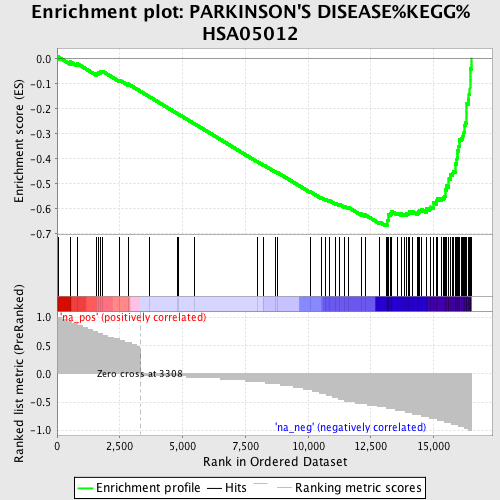 Enrichment plot: PARKINSON'S DISEASE%KEGG%
HSA05012
Enrichment score (ES)
0.0
-0.1
-0.2
-0.3
-0.4
-0.5
-0.6
-0.7
'na_pos' (positively correlated)
Ranked list metric (PreRanked)
1.0
0.5
0.0
-0.5
-1.0
Zero cross at 3308
'na_neg' (negatively correlated)
0
2,500
5,000
7,500
10,000
12,500
15,000
Rank in Ordered Dataset
Enrichment profile
Hits
Ranking metric scores